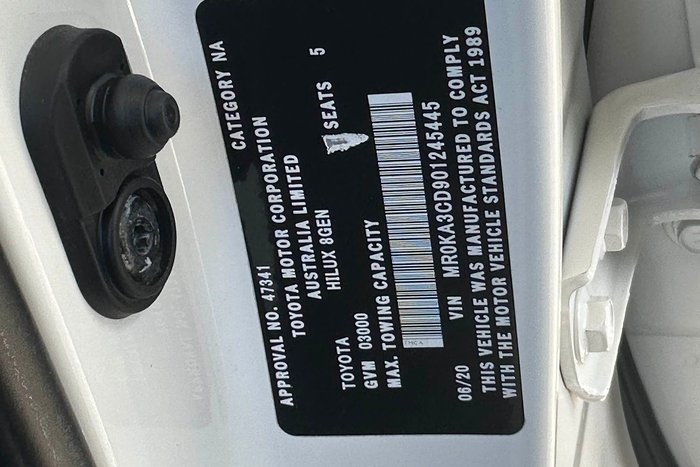 APPROVAL NO. 47341 CATEGORY NA
TOYOTA MOTOR CORPORATION
AUSTRALIA LIMITED
HILUX 8GEN
TOYOTA SEATS 5
GVM 03000
MAX. TOWING CAPACITY
06/20 VIN MR0KA3CD901245445
THIS VEHICLE WAS MANUFACTURED TO COMPLY
WITH THE MOTOR VEHICLE STANDARDS ACT 1989